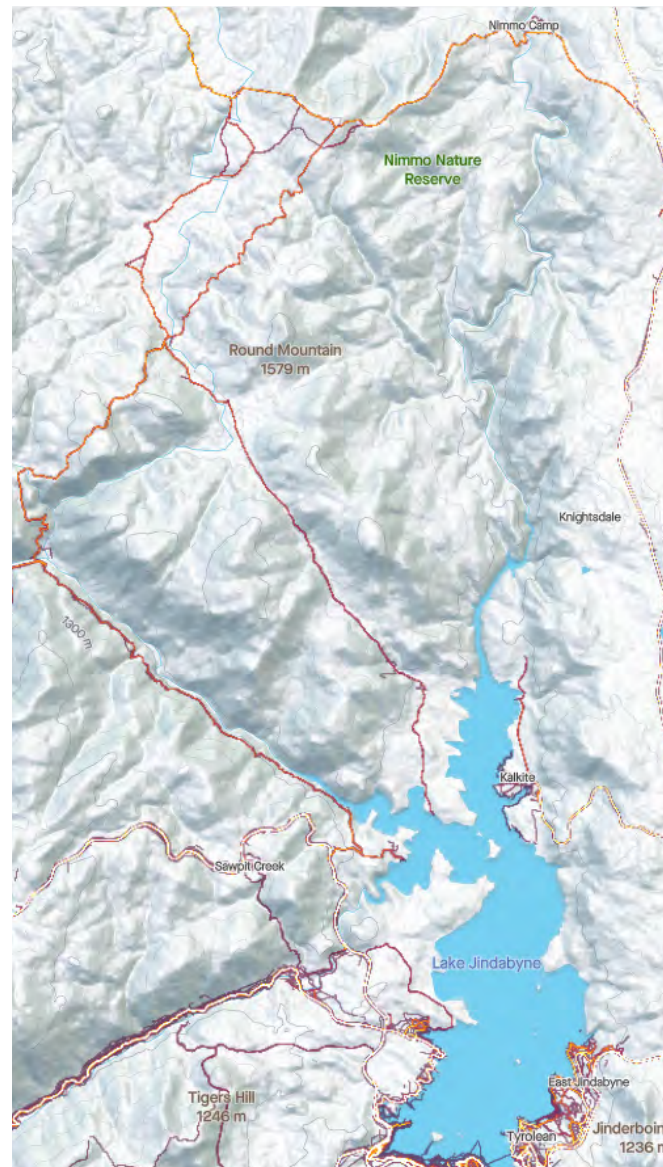 Nimmo Camp
Nimmo Nature
Reserve
Round Mountain
1579 m
Knightsdale
1300 m
Kalkite
Sawpit Creek
Lake Jindabyne
East Jindabyne
Tigers Hill
1246 m
Jinderboin
Tyrolean
1236 m